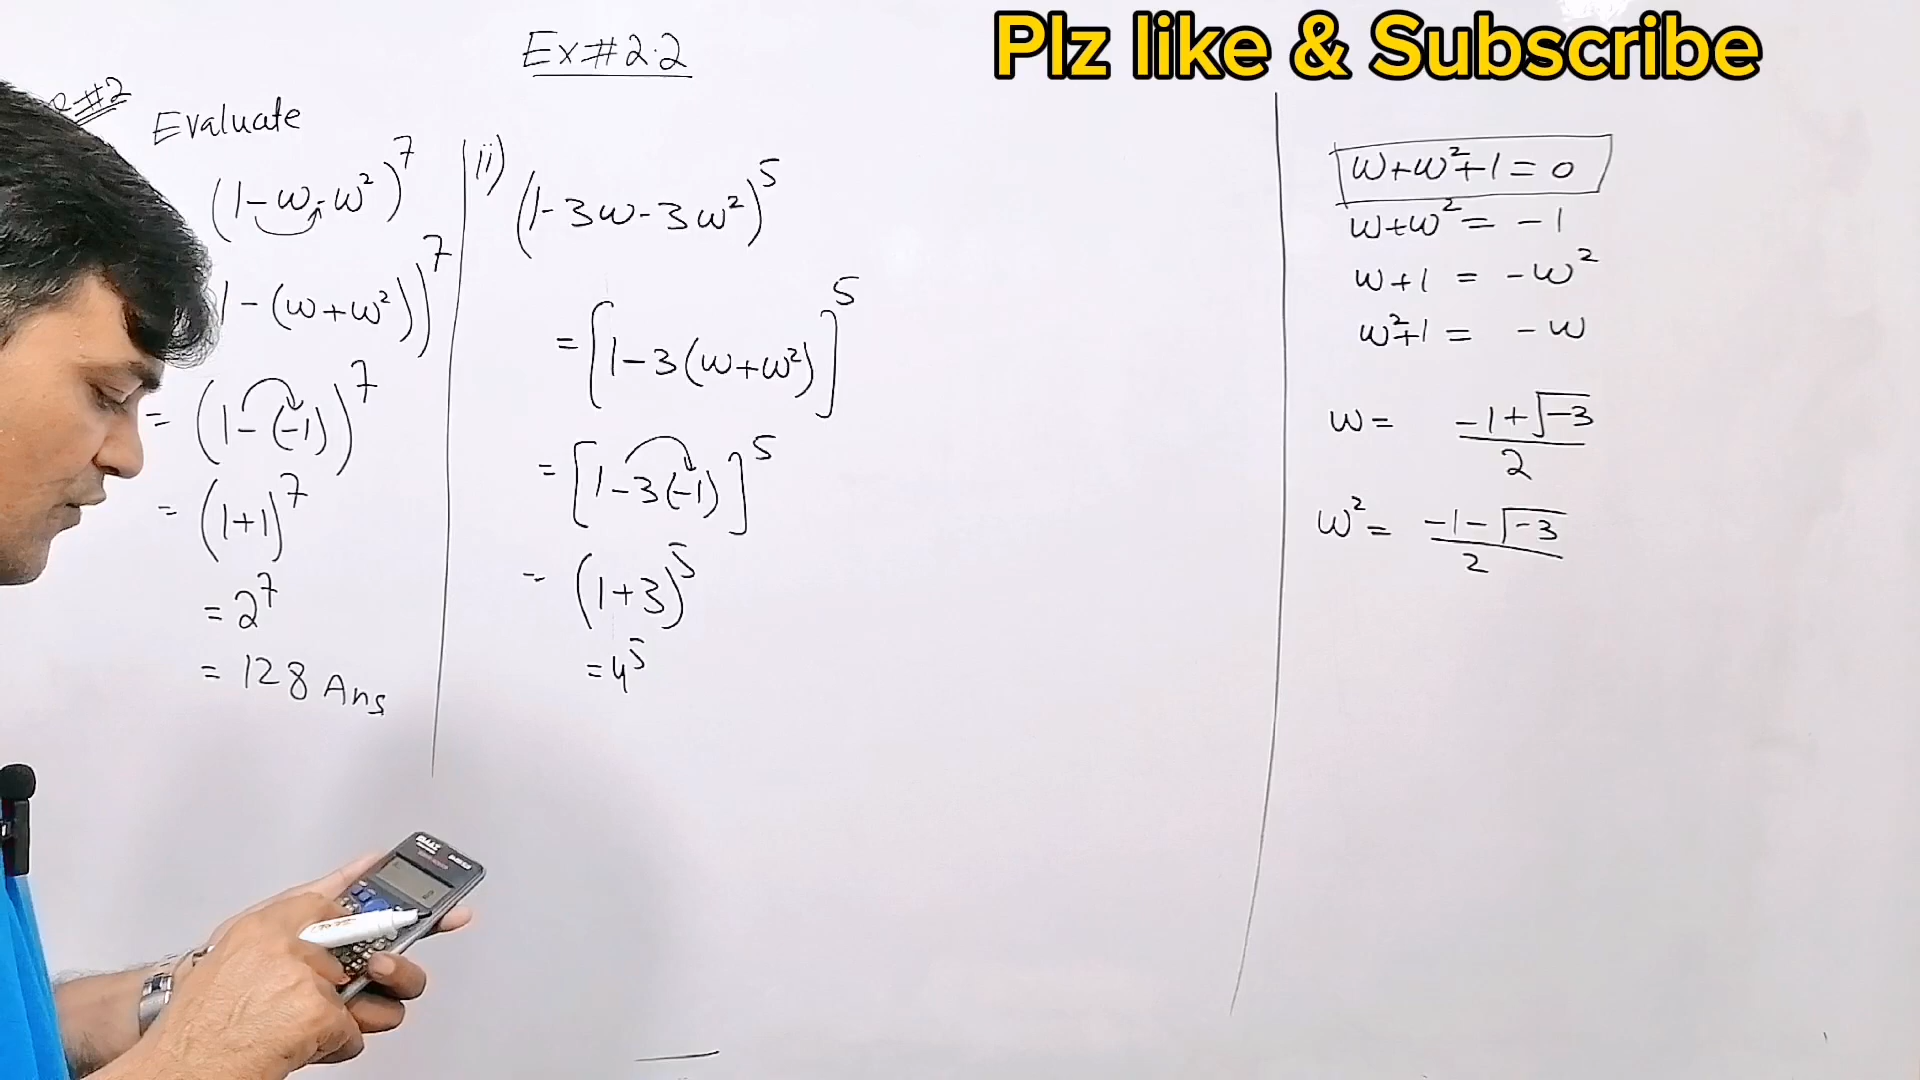 Plz like & Subscribe
Ex#2.2
#2
Evaluate
(1-ω-ω²)⁷
1-(ω+ω²))⁷
= (1-(-1))⁷
= (1+1)⁷
= 2⁷
= 128 Ans
ii) (1-3ω-3ω²)⁵
= [1-3(ω+ω²)]⁵
= [1-3(-1)]⁵
= (1+3)⁵
= 4⁵
ω+ω²+1=0
ω+ω² = -1
ω+1 = -ω²
ω²+1 = -ω
ω = (-1+√-3)/2
ω² = (-1-√-3)/2